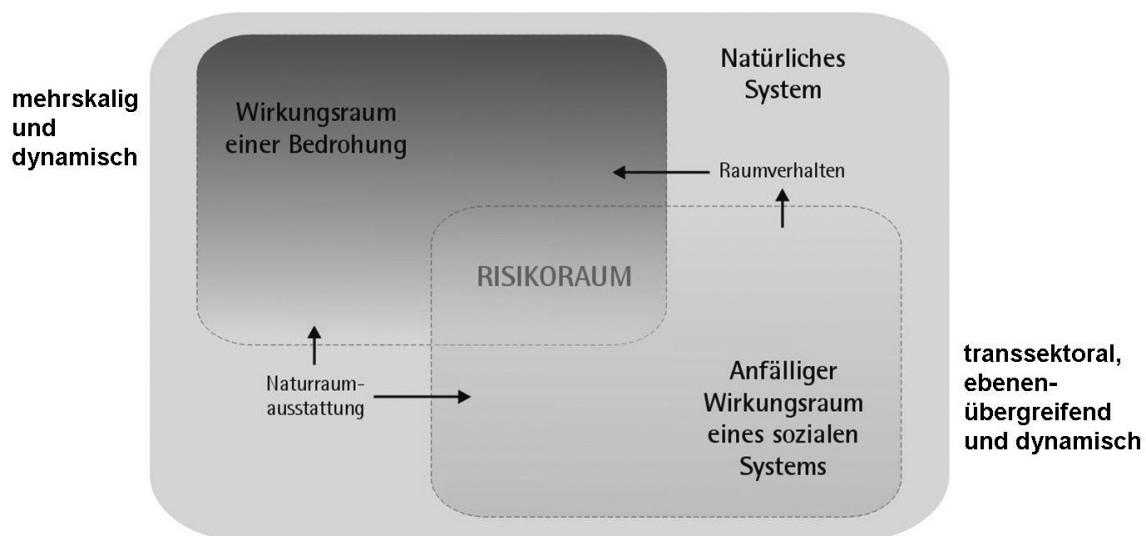 mehrskalig
und
dynamisch
Wirkungsraum
einer Bedrohung
Natürliches
System
Raumverhalten
RISIKORAUM
Naturraum-
ausstattung
Anfälliger
Wirkungsraum
eines sozialen
Systems
transsektoral,
ebenen-
übergreifend
und dynamisch